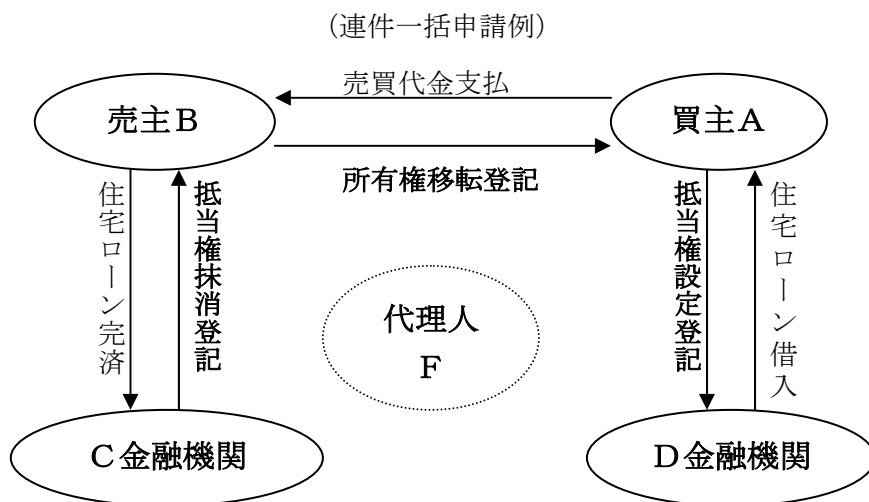 (連件一括申請例)
売買代金支払
売主B
買主A
所有権移転登記
住宅ローン完済
抵当権抹消登記
抵当権設定登記
住宅ローン借入
代理人
F
C金融機関
D金融機関